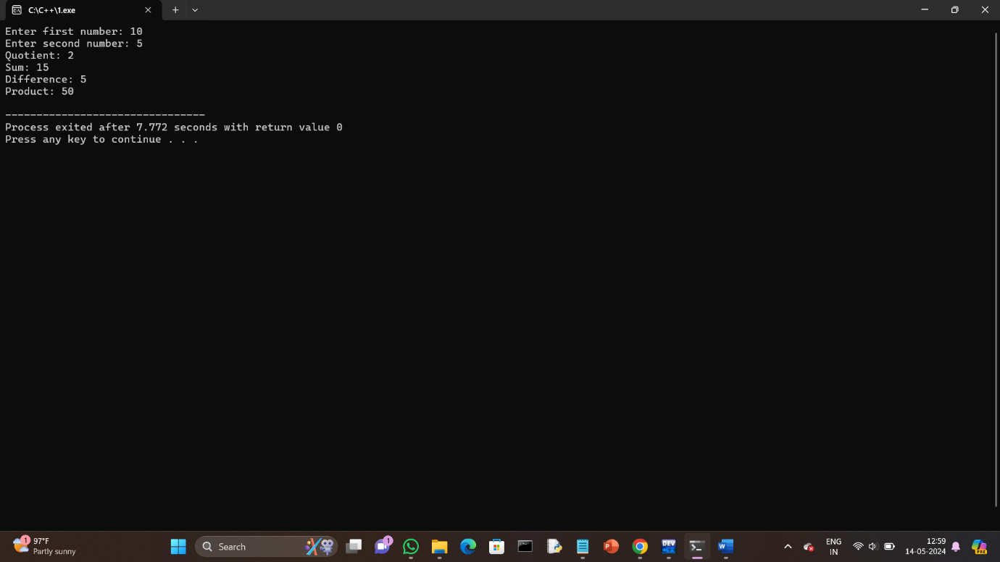 C:\C++\1.exe
Enter first number: 10
Enter second number: 5
Quotient: 2
Sum: 15
Difference: 5
Product: 50
--------------------------------
Process exited after 7.772 seconds with return value 0
Press any key to continue . . .
1
97°F
Partly sunny
Search
1
P
DEV
W
ENG
IN
12:59
14-05-2024
PRE